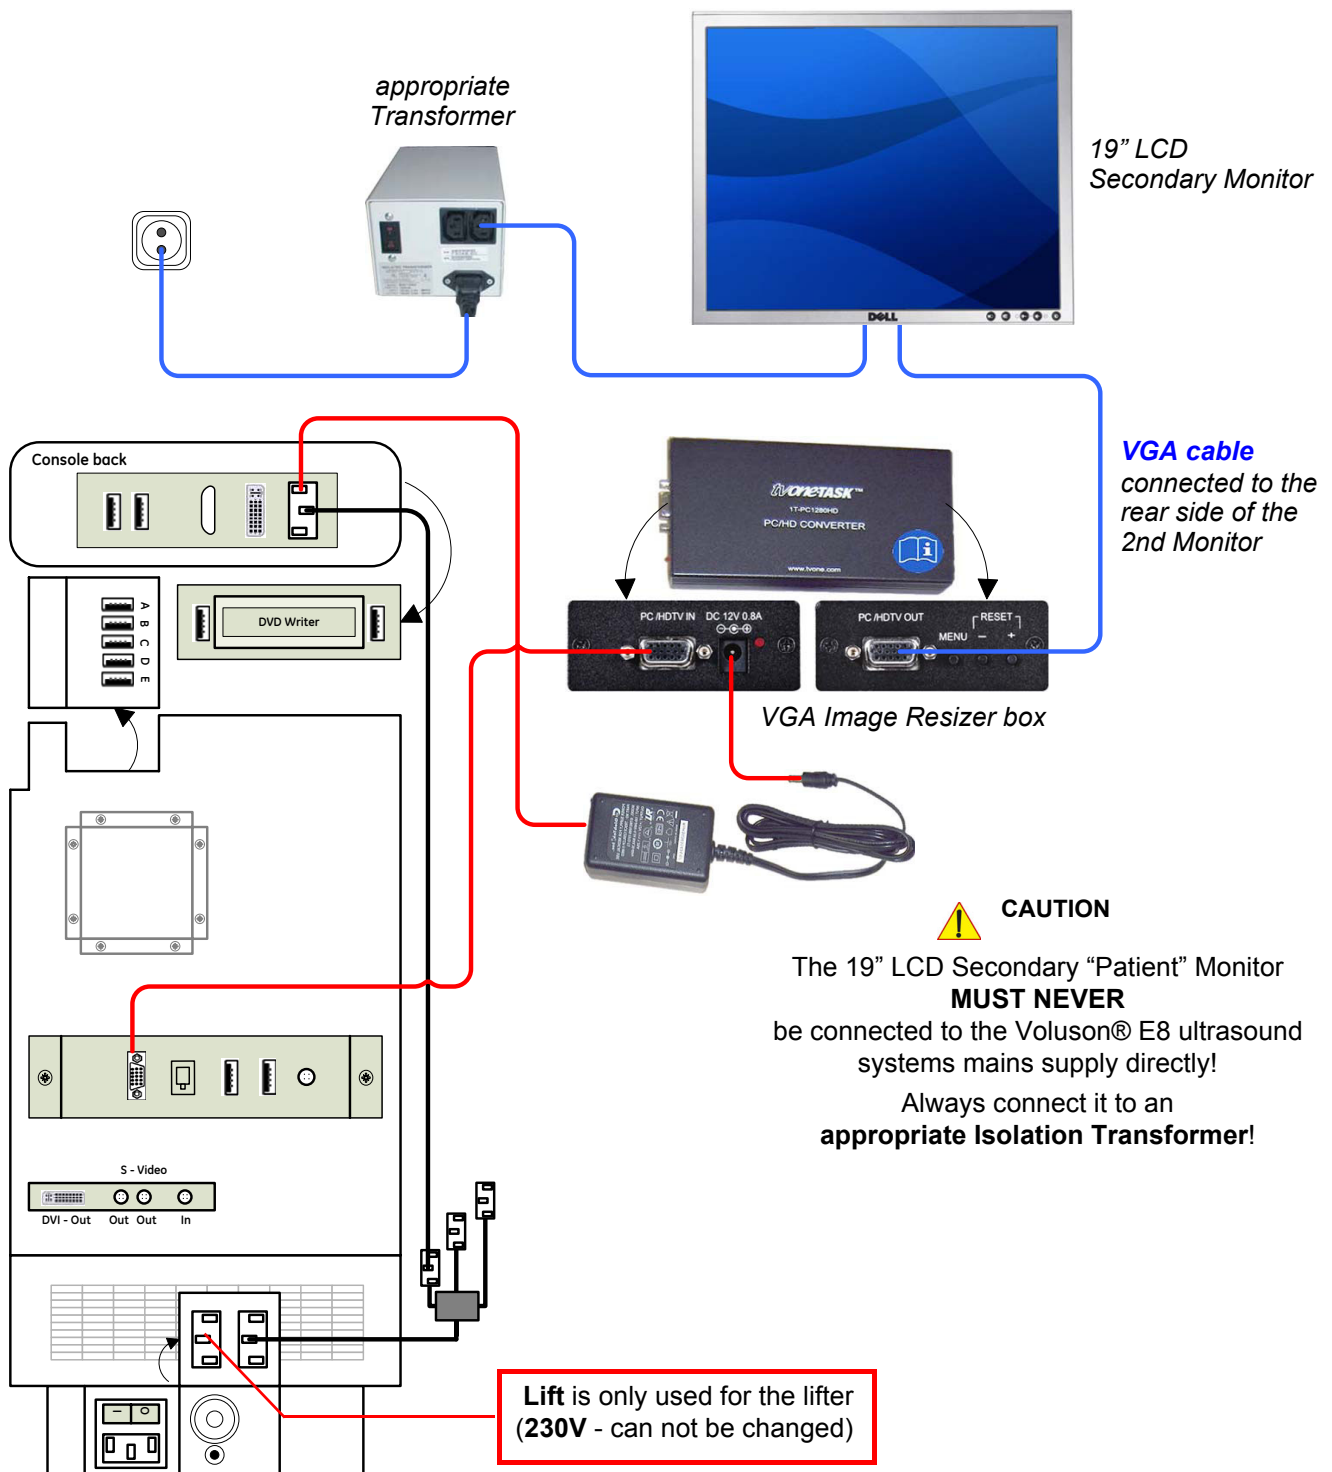 appropriate
Transformer
19” LCD
Secondary Monitor
DELL
VGA cable
connected to the
rear side of the
2nd Monitor
Console back
tvONETASK™
1T-PC1280HD
PC/HD CONVERTER
www.tvone.com
A
B
C
D
E
DVD Writer
PC /HDTV IN
DC 12V 0.8A
PC /HDTV OUT
RESET
MENU
−
+
VGA Image Resizer box
CAUTION
The 19” LCD Secondary “Patient” Monitor
MUST NEVER
be connected to the Voluson® E8 ultrasound
systems mains supply directly!
Always connect it to an
appropriate Isolation Transformer!
S - Video
DVI - Out
Out
Out
In
Lift is only used for the lifter
(230V - can not be changed)